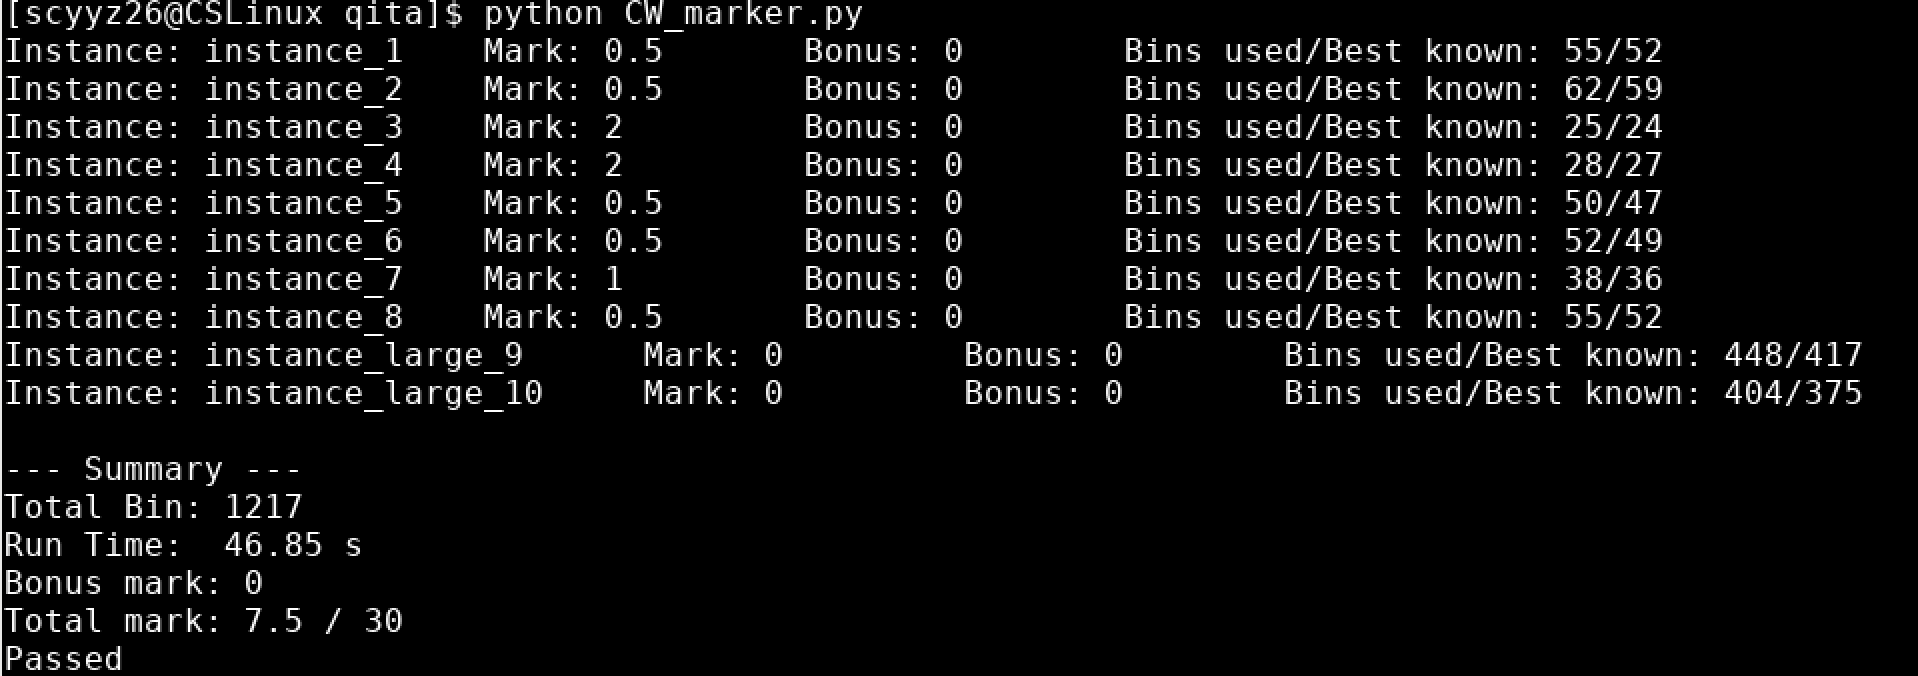 [scyyz26@CSLinux qita]$ python CW_marker.py
Instance: instance_1    Mark: 0.5       Bonus: 0        Bins used/Best known: 55/52
Instance: instance_2    Mark: 0.5       Bonus: 0        Bins used/Best known: 62/59
Instance: instance_3    Mark: 2         Bonus: 0        Bins used/Best known: 25/24
Instance: instance_4    Mark: 2         Bonus: 0        Bins used/Best known: 28/27
Instance: instance_5    Mark: 0.5       Bonus: 0        Bins used/Best known: 50/47
Instance: instance_6    Mark: 0.5       Bonus: 0        Bins used/Best known: 52/49
Instance: instance_7    Mark: 1         Bonus: 0        Bins used/Best known: 38/36
Instance: instance_8    Mark: 0.5       Bonus: 0        Bins used/Best known: 55/52
Instance: instance_large_9      Mark: 0         Bonus: 0        Bins used/Best known: 448/417
Instance: instance_large_10     Mark: 0         Bonus: 0        Bins used/Best known: 404/375
--- Summary ---
Total Bin: 1217
Run Time:  46.85 s
Bonus mark: 0
Total mark: 7.5 / 30
Passed